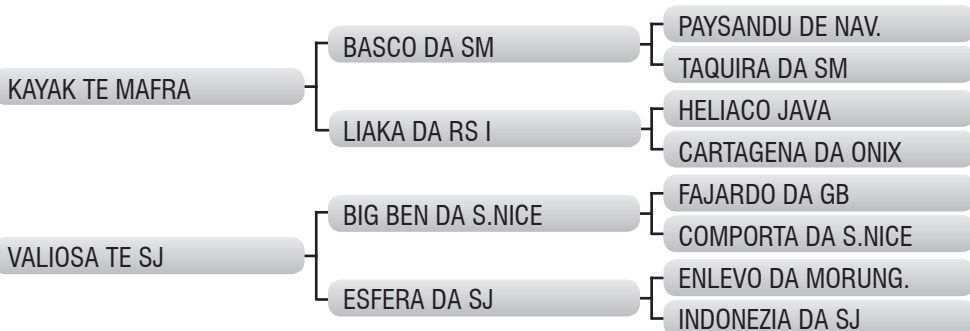 KAYAK TE MAFRA
BASCO DA SM
PAYSANDU DE NAV.
TAQUIRA DA SM
LIAKA DA RS I
HELIACO JAVA
CARTAGENA DA ONIX
VALIOSA TE SJ
BIG BEN DA S.NICE
FAJARDO DA GB
COMPORTA DA S.NICE
ESFERA DA SJ
ENLEVO DA MORUNG.
INDONEZIA DA SJ